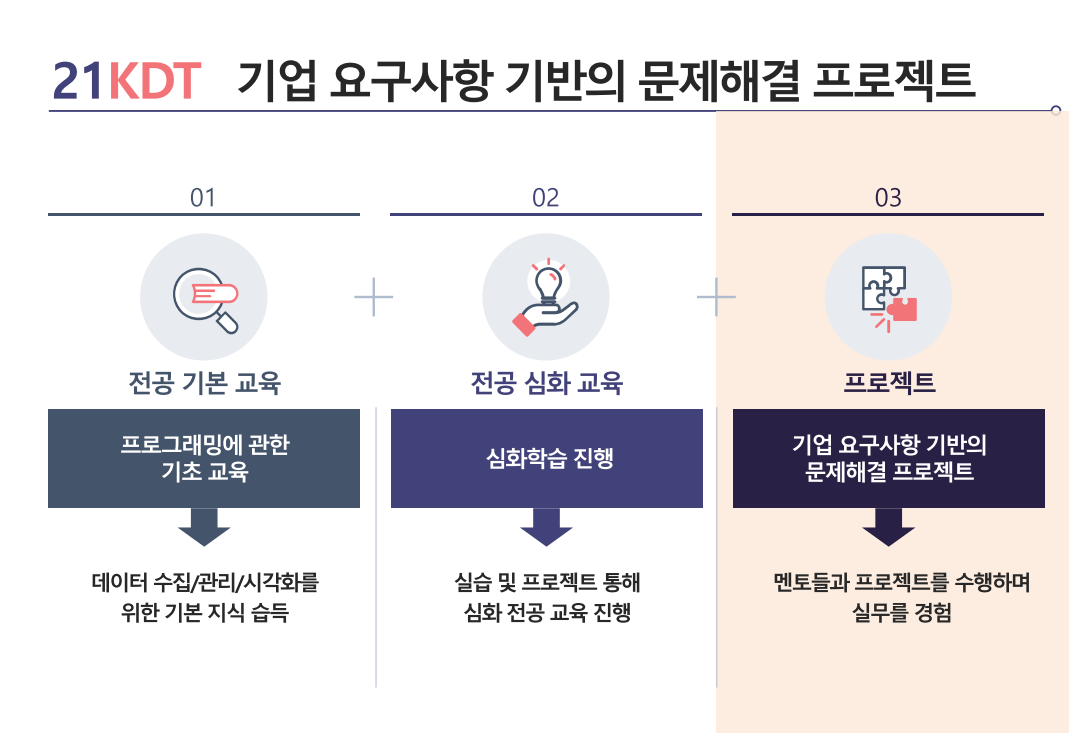 21KDT 기업 요구사항 기반의 문제해결 프로젝트
01
전공 기본 교육
프로그래밍에 관한
기초 교육
데이터 수집/관리/시각화를
위한 기본 지식 습득
02
전공 심화 교육
심화학습 진행
실습 및 프로젝트 통해
심화 전공 교육 진행
03
프로젝트
기업 요구사항 기반의
문제해결 프로젝트
멘토들과 프로젝트를 수행하며
실무를 경험